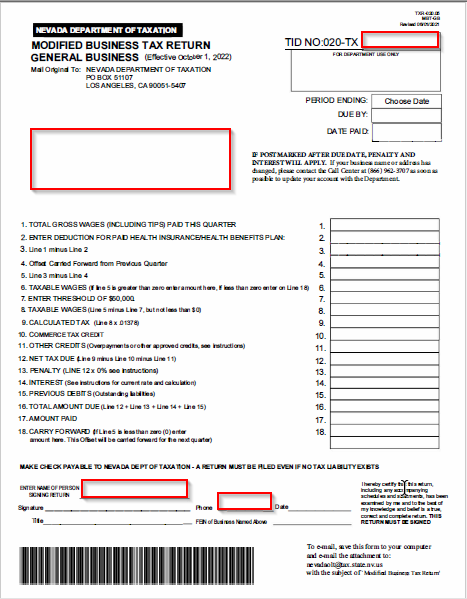 TXR-020.05
MBT-GB
Revised 06/01/2021
NEVADA DEPARTMENT OF TAXATION
MODIFIED BUSINESS TAX RETURN
GENERAL BUSINESS (Effective October 1, 2022)
Mail Original To: NEVADA DEPARTMENT OF TAXATION
PO BOX 51107
LOS ANGELES, CA 90051-5407
TID NO:020-TX
FOR DEPARTMENT USE ONLY
PERIOD ENDING: Choose Date
DUE BY:
DATE PAID:
IF POSTMARKED AFTER DUE DATE, PENALTY AND
INTEREST WILL APPLY. If your business name or address has
changed, please contact the Call Center at (866) 962-3707 as soon as
possible to update your account with the Department.
1. TOTAL GROSS WAGES (INCLUDING TIPS) PAID THIS QUARTER 1.
2. ENTER DEDUCTION FOR PAID HEALTH INSURANCE/HEALTH BENEFITS PLAN: 2.
3. Line 1 minus Line 2 3.
4. Offset Carried Forward from Previous Quarter 4.
5. Line 3 minus Line 4 5.
6. TAXABLE WAGES (If line 5 is greater than zero enter amount here, if less than zero enter on Line 18) 6.
7. ENTER THRESHOLD OF $50,000. 7.
8. TAXABLE WAGES (Line 5 minus Line 7, but not less than $0) 8.
9. CALCULATED TAX (Line 8 x .01378) 9.
10. COMMERCE TAX CREDIT 10.
11. OTHER CREDITS (Overpayments or other approved credits, see instructions) 11.
12. NET TAX DUE (Line 9 minus Line 10 minus Line 11) 12.
13. PENALTY (LINE 12 x 0% see instructions) 13.
14. INTEREST (See instructions for current rate and calculation) 14.
15. PREVIOUS DEBITS (Outstanding liabilities) 15.
16. TOTAL AMOUNT DUE (Line 12 + Line 13 + Line 14 + Line 15) 16.
17. AMOUNT PAID 17.
18. CARRY FORWARD (If Line 5 is less than zero (0) enter 18.
amount here. This Offset will be carried forward for the next quarter)
MAKE CHECK PAYABLE TO NEVADA DEPT OF TAXATION - A RETURN MUST BE FILED EVEN IF NO TAX LIABILITY EXISTS
ENTER NAME OF PERSON
SIGNING RETURN
Signature Phone Date
Title FEIN of Business Named Above
I hereby certify that this return,
including any accompanying
schedules and statements, has been
examined by me and to the best of
my knowledge and belief is a true,
correct and complete return. THIS
RETURN MUST BE SIGNED
To e-mail, save this form to your computer
and e-mail the attachment to:
nevadaolt@tax.state.nv.us
with the subject of 'Modified Business Tax Return'